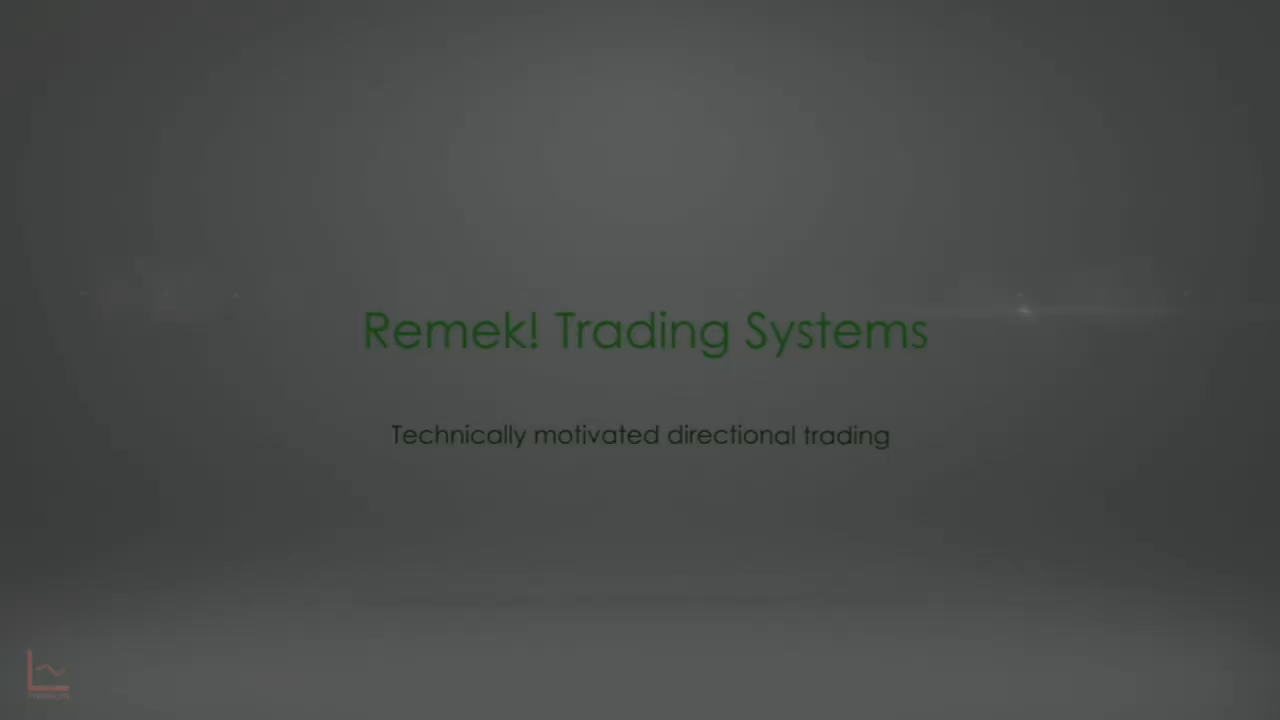 Remek! Trading Systems
Technically motivated directional trading